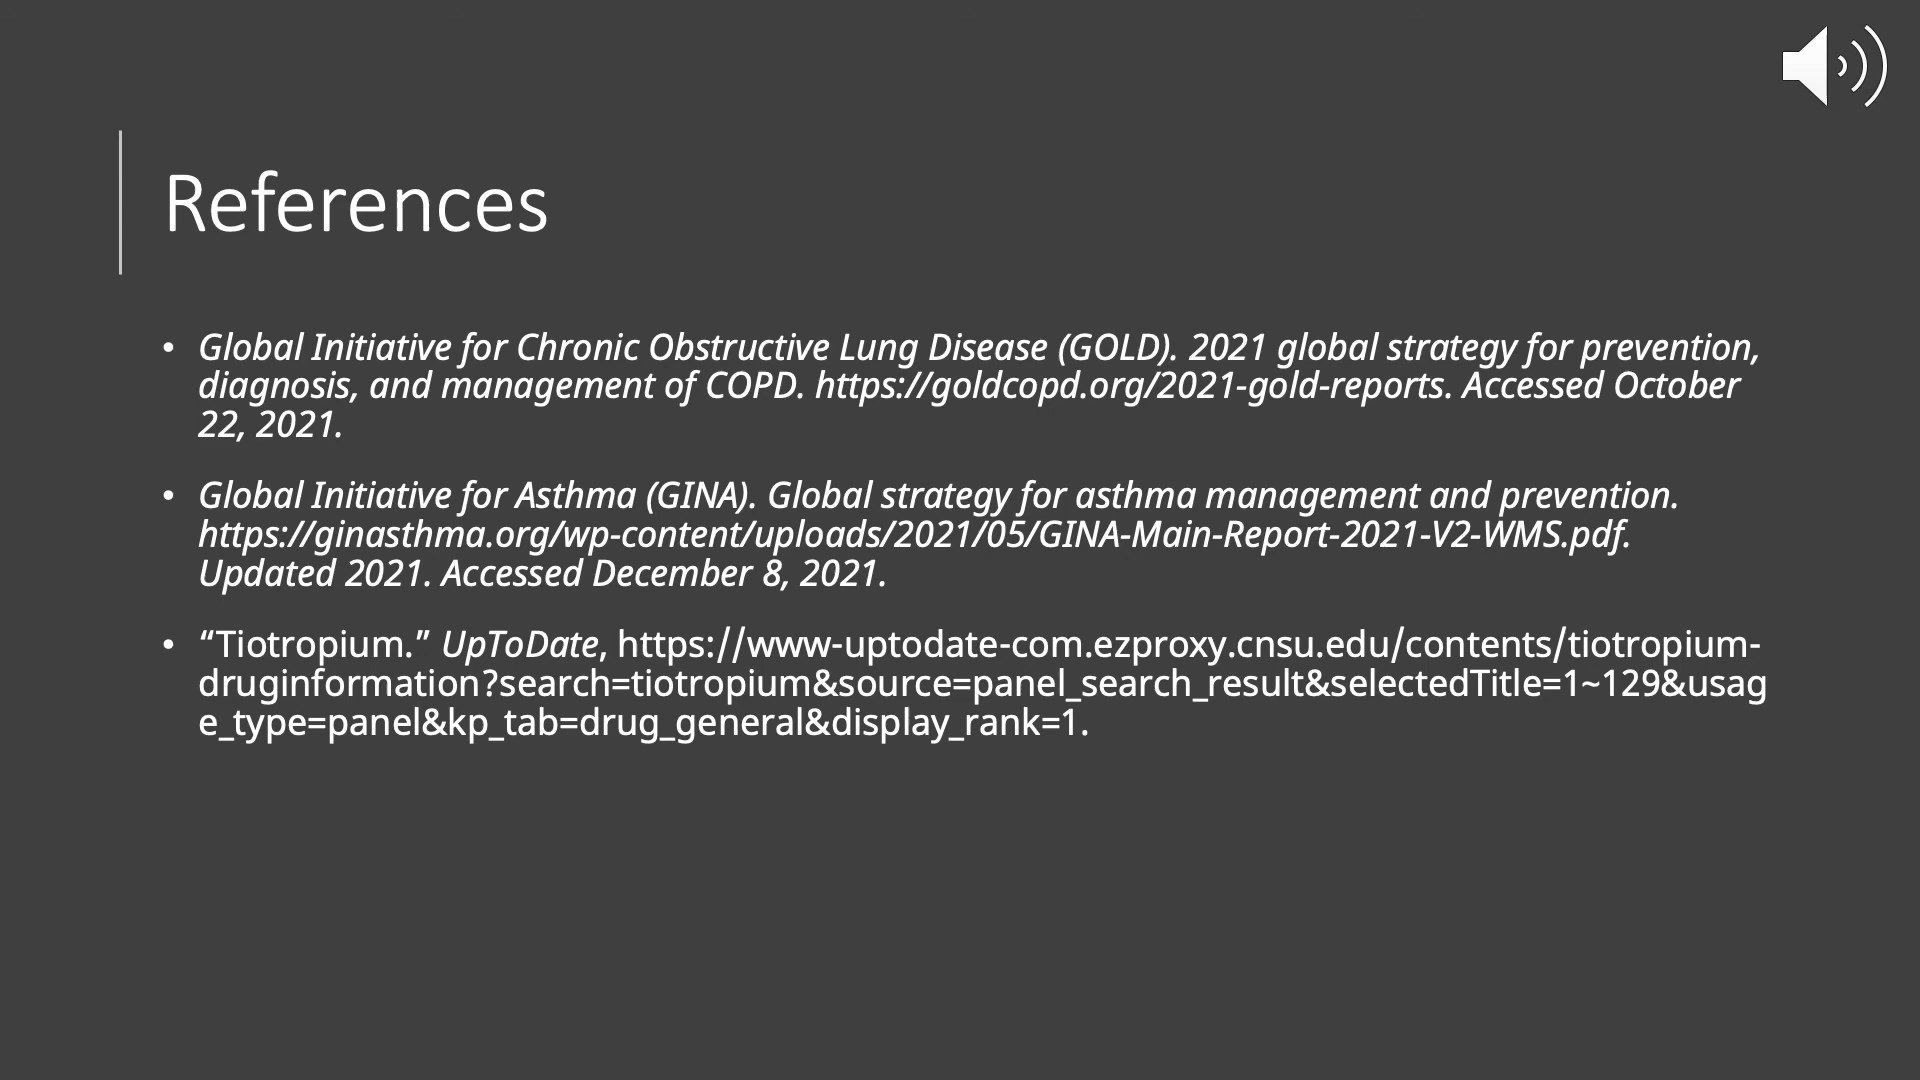 References
• Global Initiative for Chronic Obstructive Lung Disease (GOLD). 2021 global strategy for prevention,
diagnosis, and management of COPD. https://goldcopd.org/2021-gold-reports. Accessed October
22, 2021.
• Global Initiative for Asthma (GINA). Global strategy for asthma management and prevention.
https://ginasthma.org/wp-content/uploads/2021/05/GINA-Main-Report-2021-V2-WMS.pdf.
Updated 2021. Accessed December 8, 2021.
• “Tiotropium.” UpToDate, https://www-uptodate-com.ezproxy.cnsu.edu/contents/tiotropium-
druginformation?search=tiotropium&source=panel_search_result&selectedTitle=1~129&usag
e_type=panel&kp_tab=drug_general&display_rank=1.